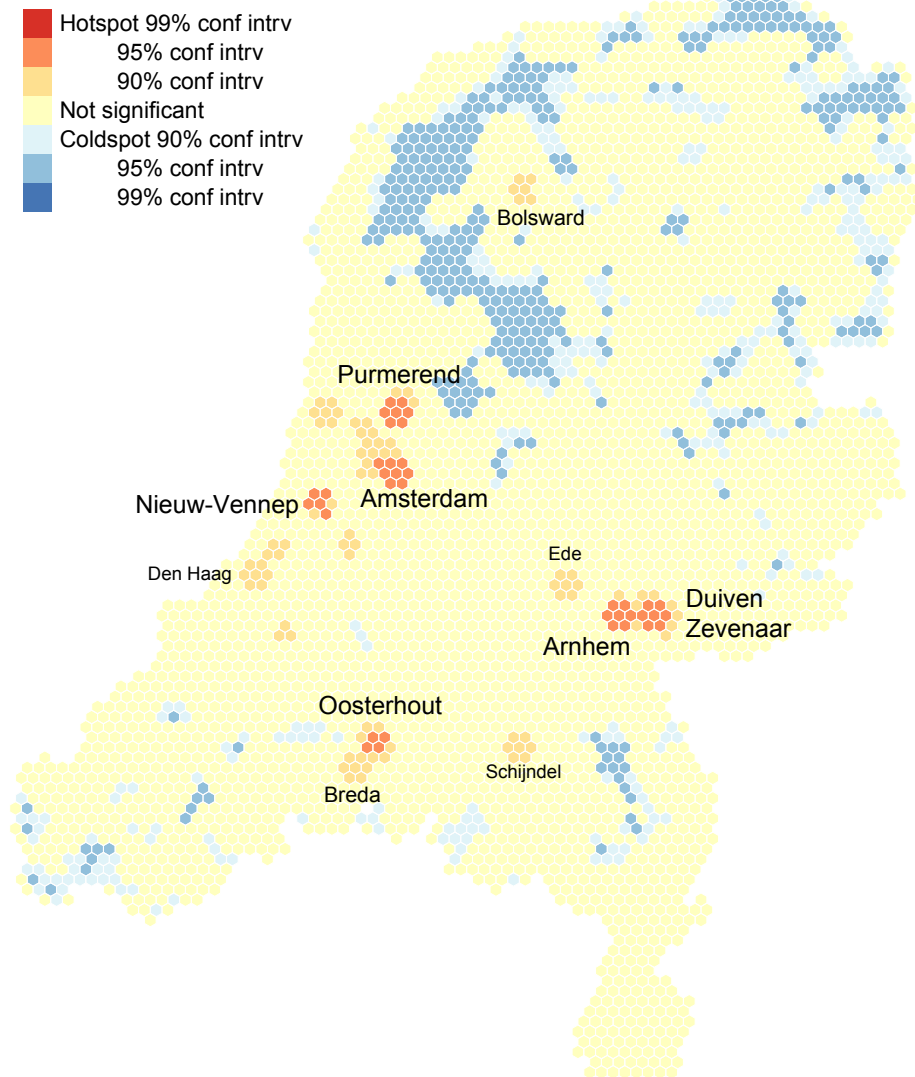 Hotspot 99% conf intrv
95% conf intrv
90% conf intrv
Not significant
Coldspot 90% conf intrv
95% conf intrv
99% conf intrv
Bolsward
Purmerend
Nieuw-Vennep
Amsterdam
Den Haag
Ede
Duiven
Zevenaar
Arnhem
Oosterhout
Schijndel
Breda